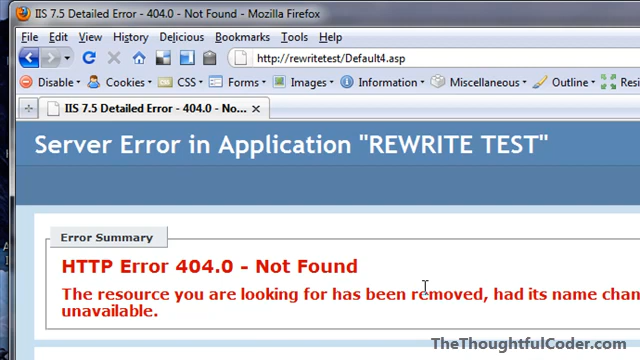 IIS 7.5 Detailed Error - 404.0 - Not Found - Mozilla Firefox
File Edit View History Delicious Bookmarks Tools Help
http://rewritetest/Default4.asp
Disable CSS Forms Images Information Miscellaneous Outline Resi
IIS 7.5 Detailed Error - 404.0 - No...
Server Error in Application "REWRITE TEST"
Error Summary
HTTP Error 404.0 - Not Found
The resource you are looking for has been removed, had its name chan
unavailable.
TheThoughtfulCoder.com